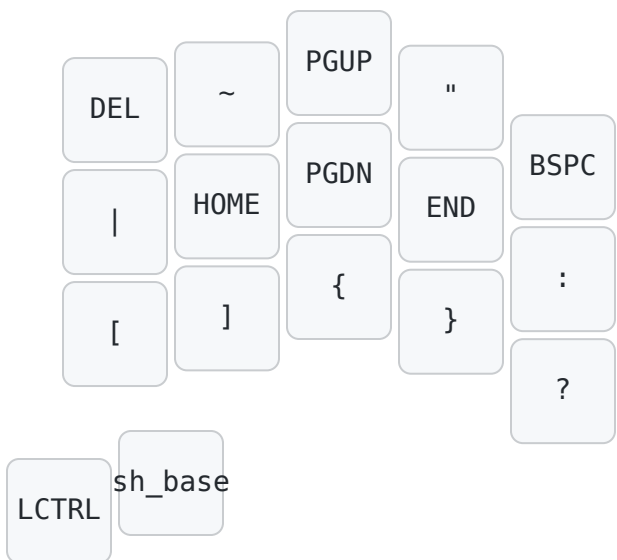 DEL ~ PGUP " BSPC
| HOME PGDN END :
[ ] { } ?
LCTRL sh_base